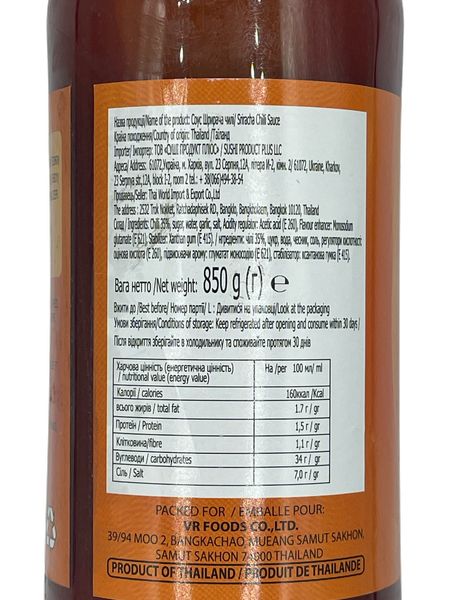 Назва продукції/Name of the product: Соус Шрирача чилі/ Sriracha Chili Sauce
Країна походження/Country of origin: Thailand /Таїланд
Importer/ Імпортер: ТОВ «СУШІ ПРОДУКТ ПЛЮС» / SUSHI PRODUCT PLUS LLC
Адреса/ Address: 61072,Україна, м. Харків, вул. 23 Серпня,12А, літера И-2, кімн. 2/ 61072, Ukraine, Kharkov,
23 Serpnya str.,12A, block I-2, room 2 tel.: + 38(066)494-38-54
Продавець/Seller: Thai World Import & Export Co.,Ltd
The address : 2532 Trok Nokket, Ratchadaphisek RD., Bangklo, Bangkholaem, Bangkok 10120, Thailand
Склад / Ingredients: Chili 35%, sugar, water, garlic, salt, Acidity regulator: Acetic acid (E 260), Flavour enhancer: Monosodium
glutamate (E 621), Stabilizer: Xanthan gum (E 415), / Інгредієнти: чилі 35%, цукор, вода, часник, сіль, регулятори кислотності:
оцтова кислота (E 260), підсилювачи аромату: глутамат мононатрію (E 621), стабілізатор: ксантанова гумка (E 415).
Вага нетто /Net weight: 850 g (г) ℮
Вжити до /Best before/ Номер партії/ L : Дивитися на упаковці/Look at the packaging
Умови зберігання/Conditions of storage: Keep refrigerated after opening and consume within 30 days /
Після відкриття зберігайте в холодильнику та споживайте протягом 30 днів
Харчова цінність (енергетична цінність) / nutritional value (energy value) На /per 100 мл/ ml
Калорії / calories 160ккал /Kcal
всього жирів / total fat 1.7 г/ gr
Протеїн / Protein 1,5 г/ gr
Клітковина/fibre 1,1 г/ gr
Вуглеводи / carbohydrates 34 г/ gr
Сіль / Salt 7,0 г/ gr
PACKED FOR / EMBALLE POUR:
VR FOODS CO.,LTD.
39/94 MOO 2, BANGKACHAO MUEANG SAMUT SAKHON,
SAMUT SAKHON 74000 THAILAND
PRODUCT OF THAILAND / PRODUIT DE THAILANDE